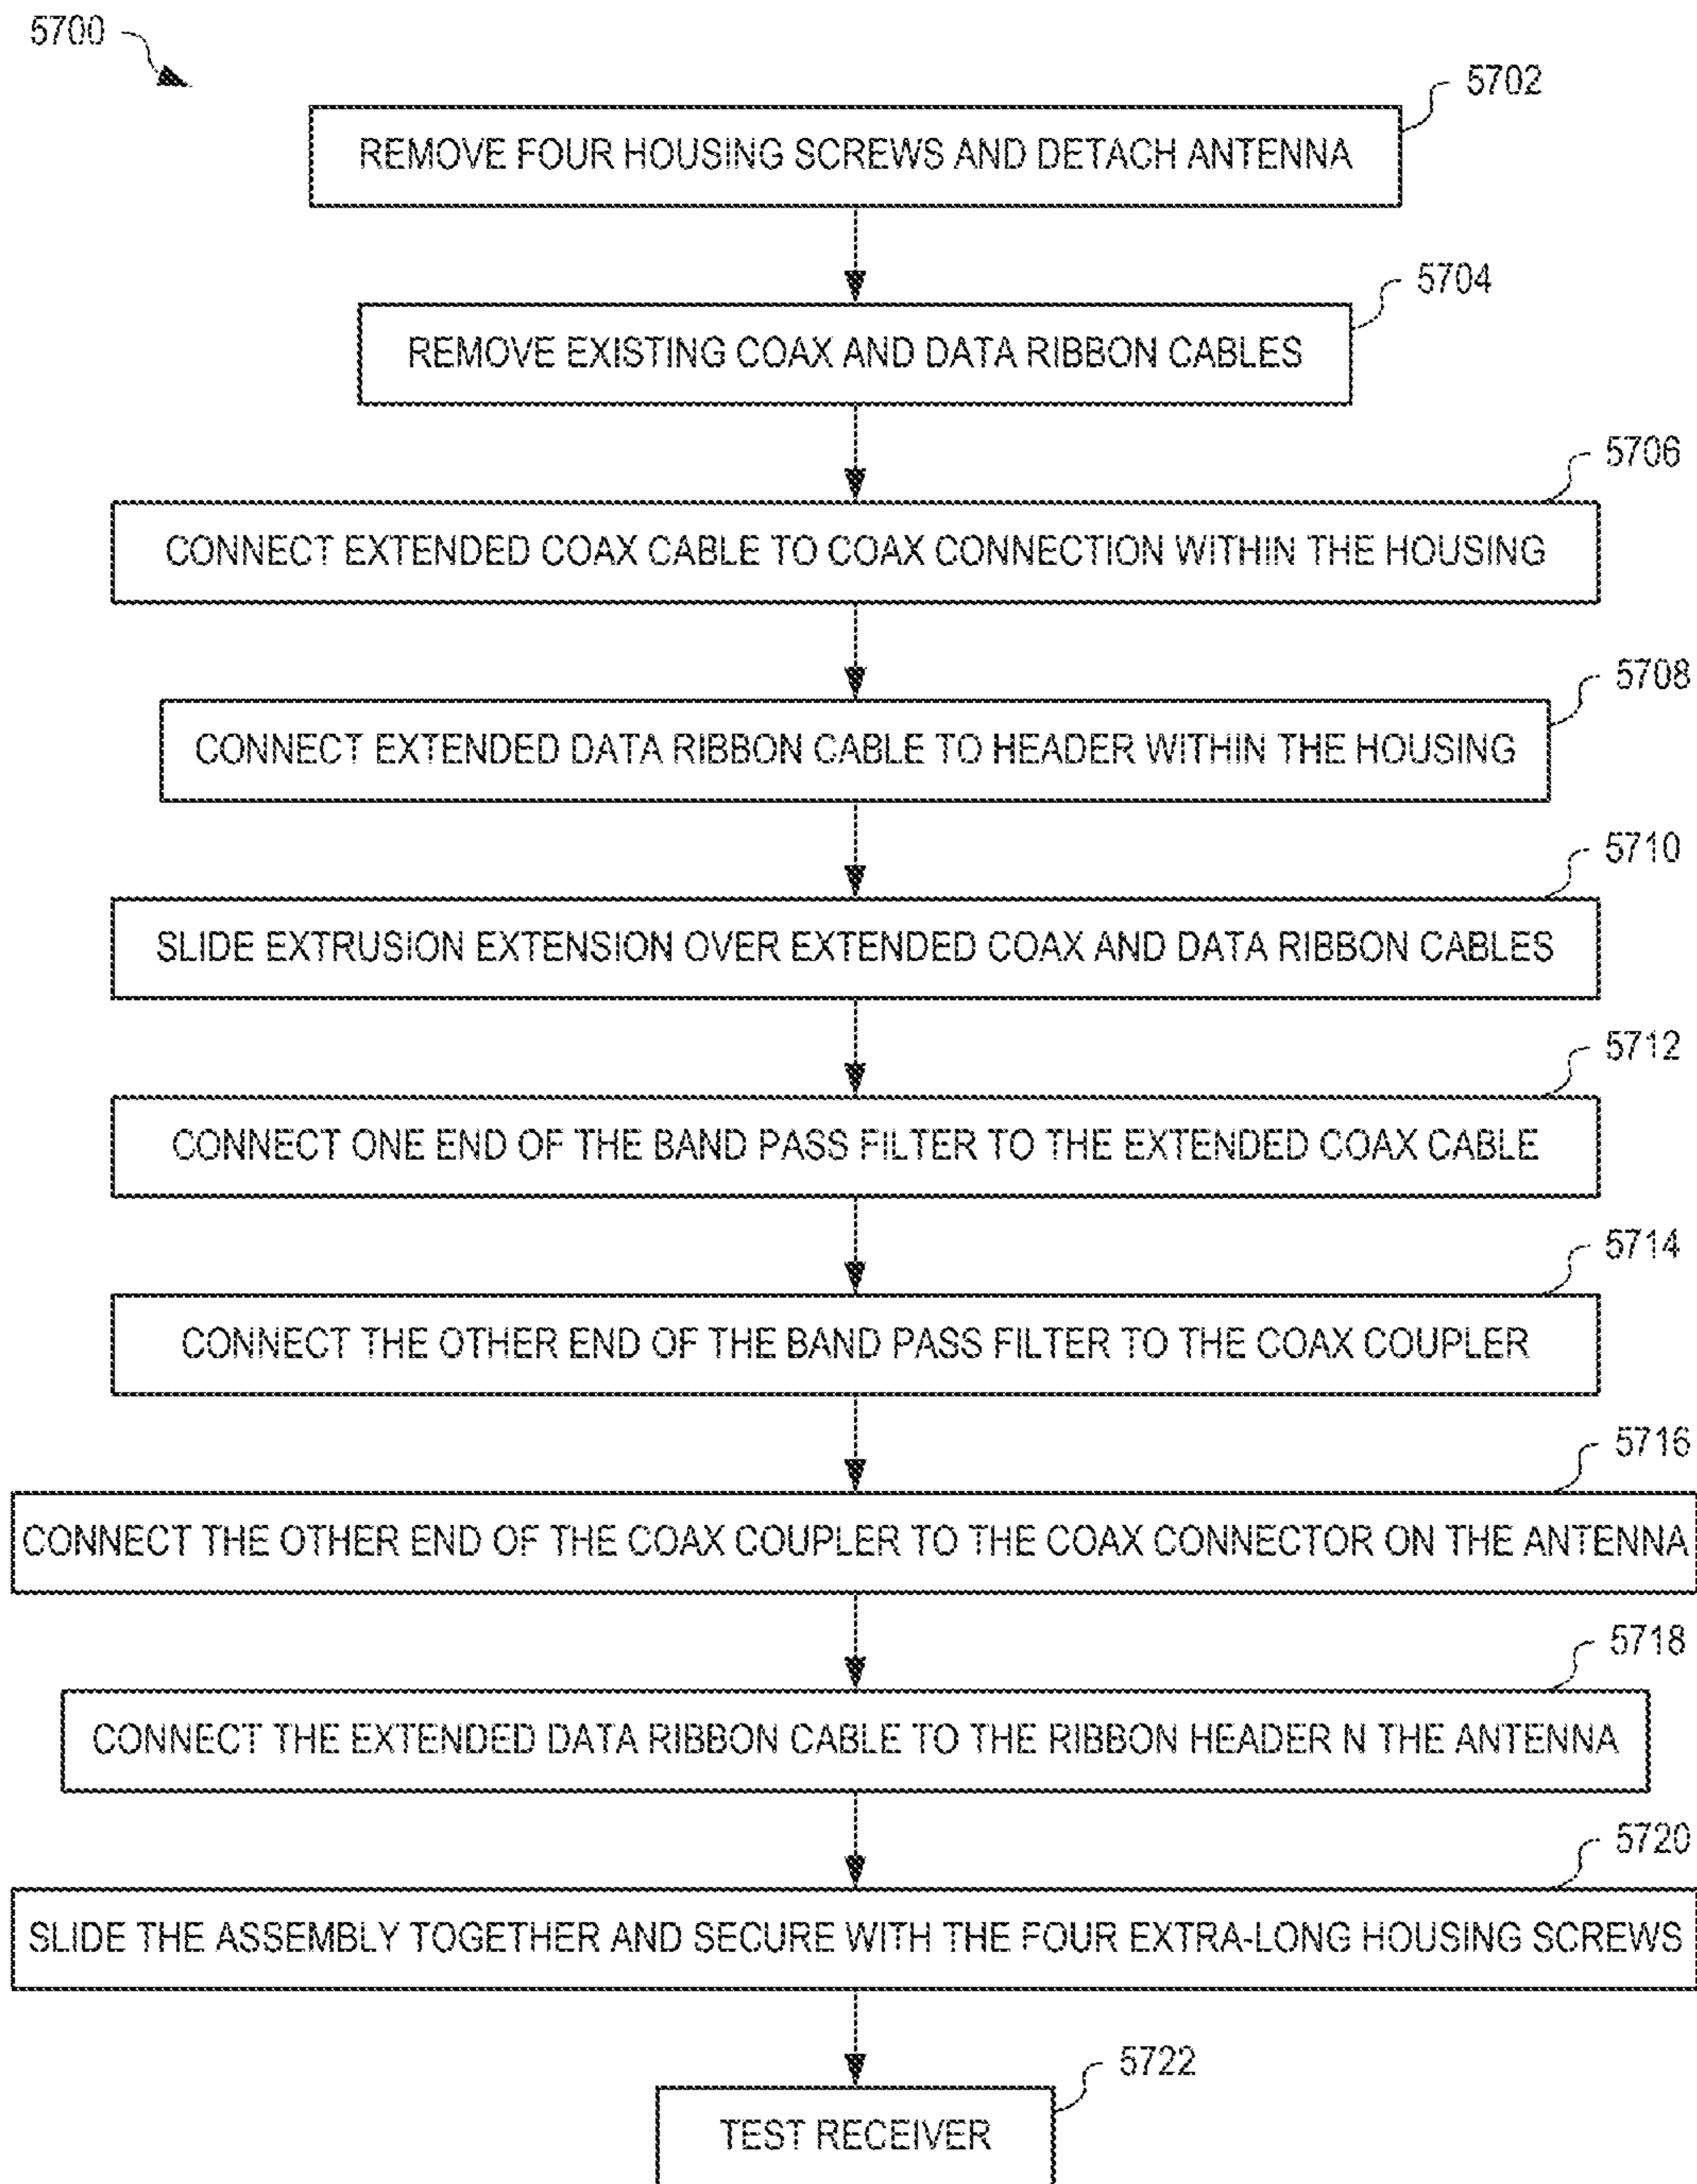 5700
5702
REMOVE FOUR HOUSING SCREWS AND DETACH ANTENNA
5704
REMOVE EXISTING COAX AND DATA RIBBON CABLES
5706
CONNECT EXTENDED COAX CABLE TO COAX CONNECTION WITHIN THE HOUSING
5708
CONNECT EXTENDED DATA RIBBON CABLE TO HEADER WITHIN THE HOUSING
5710
SLIDE EXTRUSION EXTENSION OVER EXTENDED COAX AND DATA RIBBON CABLES
5712
CONNECT ONE END OF THE BAND PASS FILTER TO THE EXTENDED COAX CABLE
5714
CONNECT THE OTHER END OF THE BAND PASS FILTER TO THE COAX COUPLER
5716
CONNECT THE OTHER END OF THE COAX COUPLER TO THE COAX CONNECTOR ON THE ANTENNA
5718
CONNECT THE EXTENDED DATA RIBBON CABLE TO THE RIBBON HEADER N THE ANTENNA
5720
SLIDE THE ASSEMBLY TOGETHER AND SECURE WITH THE FOUR EXTRA-LONG HOUSING SCREWS
5722
TEST RECEIVER